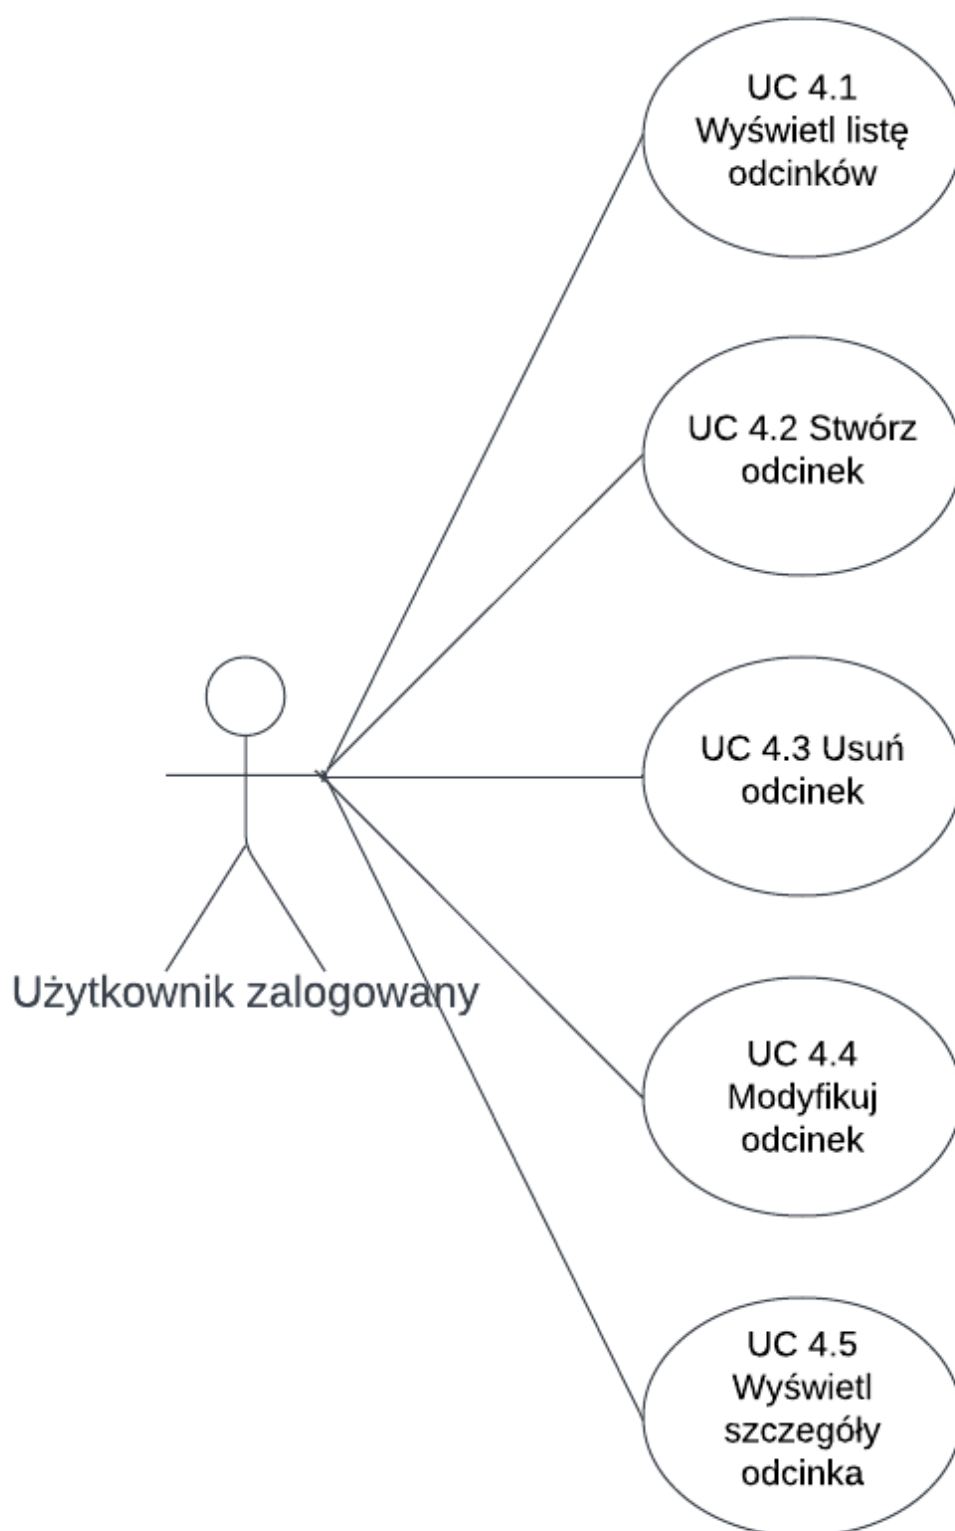 UC 4.1
Wyświetl listę
odcinków
UC 4.2 Stwórz
odcinek
UC 4.3 Usuń
odcinek
Użytkownik zalogowany
UC 4.4
Modyfikuj
odcinek
UC 4.5
Wyświetl
szczegóły
odcinka